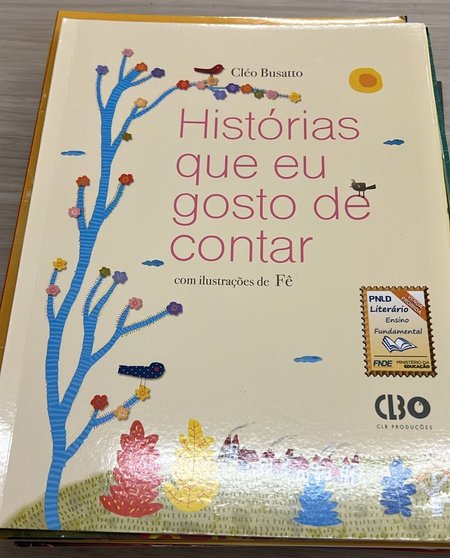 Cléo Busatto
Histórias
que eu
gosto de
contar
com ilustrações de Fê
PNLD
Literário
Ensino
Fundamental
FNDE MINISTÉRIO DA
EDUCAÇÃO
CLBO
CLB PRODUÇÕES